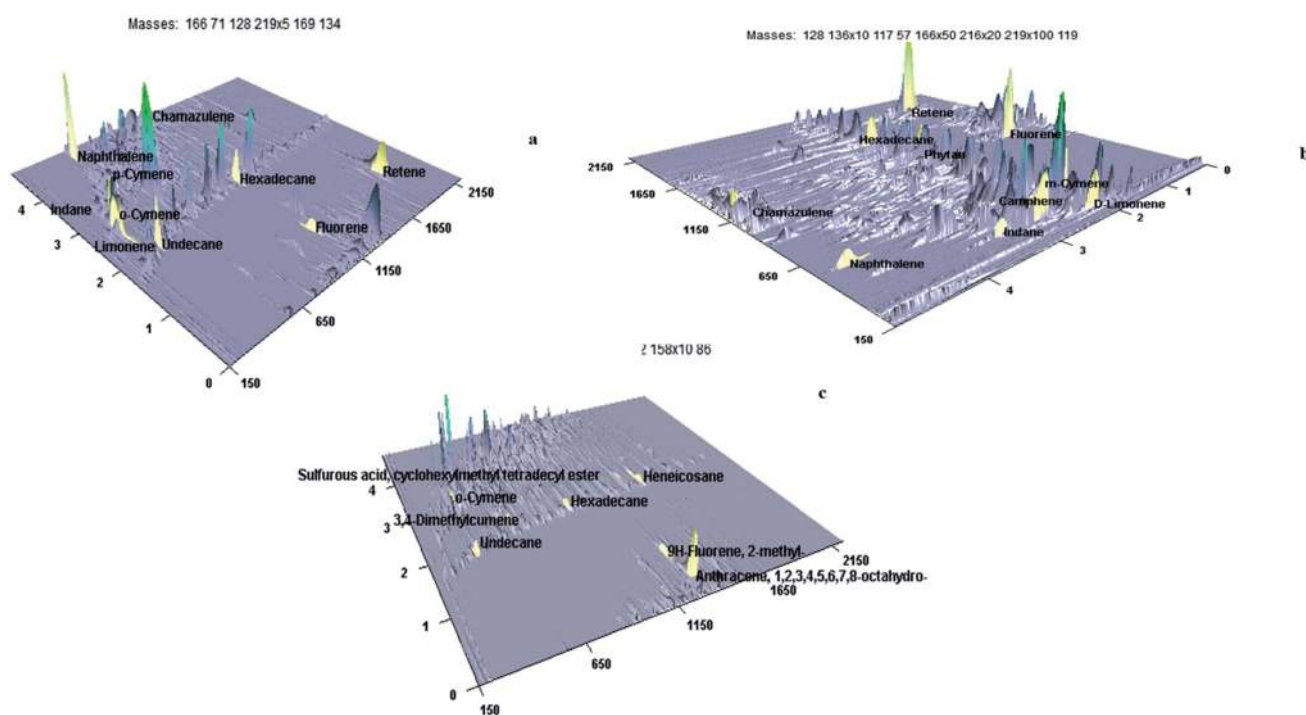 Masses: 166 71 128 219x5 169 134
Chamazulene
a
Naphthalene
p-Cymene
Hexadecane
Retene
2150
4
Indane
o-Cymene
1650
3
Limonene
Undecane
Fluorene
1150
2
1
650
0
150
Masses: 128 136x10 117 57 166x50 216x20 219x100 119
Retene
Hexadecane
Fluorene
b
2150
Phytau
0
1650
m-Cymene
1
1150
Chamazulene
Camphene
D-Limonene
2
Indane
3
650
Naphthalene
4
150
158x10 86
c
Sulfurous acid, cyclohexylmethyl tetradecyl ester
Heneicosane
4
o-Cymene
Hexadecane
3
3,4-Dimethylcumene
Undecane
2
9H-Fluorene, 2-methyl-
2150
Anthracene, 1,2,3,4,5,6,7,8-octahydro-
1650
1
1150
650
0
150